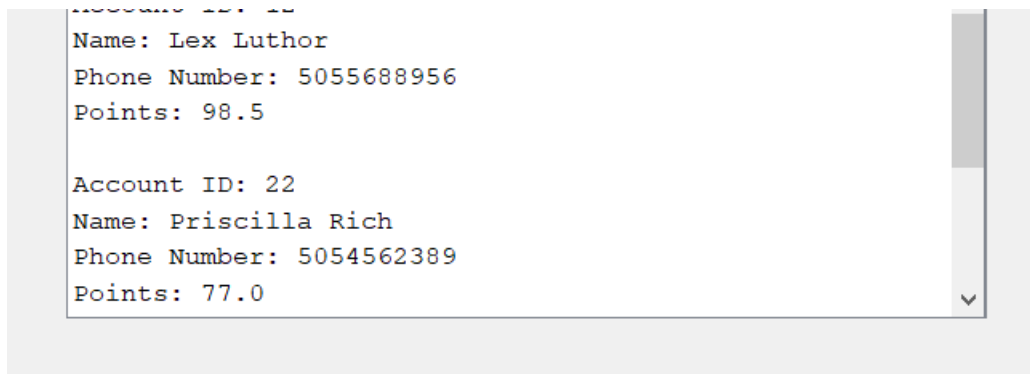 Name: Lex Luthor
Phone Number: 5055688956
Points: 98.5
Account ID: 22
Name: Priscilla Rich
Phone Number: 5054562389
Points: 77.0